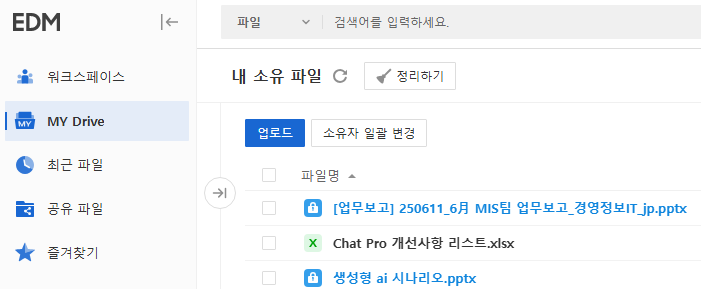 EDM
파일
검색어를 입력하세요.
워크스페이스
MY Drive
최근 파일
공유 파일
즐겨찾기
내 소유 파일
정리하기
업로드
소유자 일괄 변경
파일명
[업무보고] 250611_6月 MIS팀 업무보고_경영정보IT_jp.pptx
Chat Pro 개선사항 리스트.xlsx
생성형 ai 시나리오.pptx